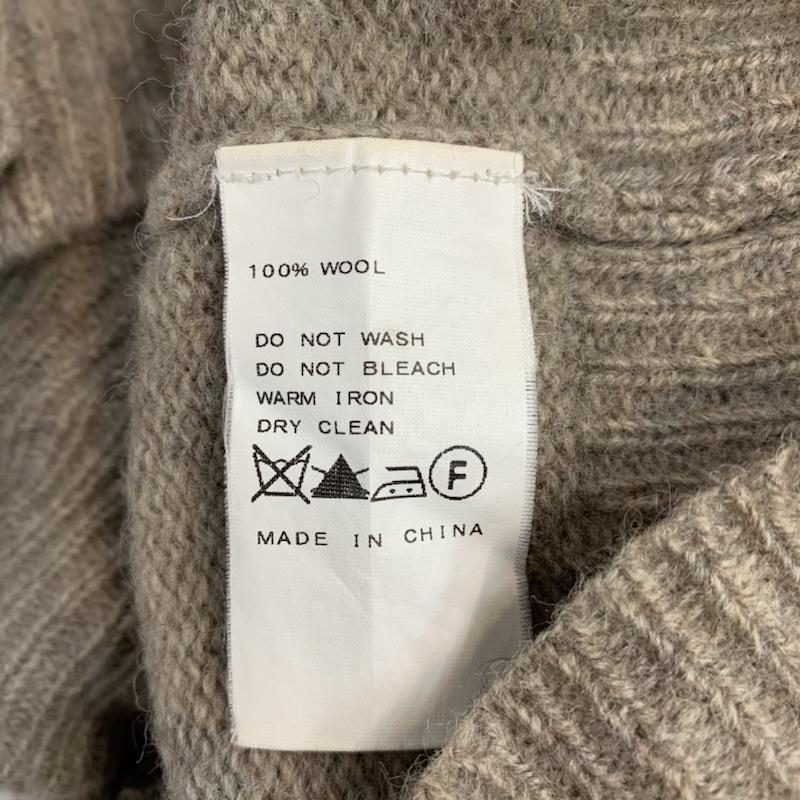 100% WOOL
DO NOT WASH
DO NOT BLEACH
WARM IRON
DRY CLEAN
F
MADE IN CHINA